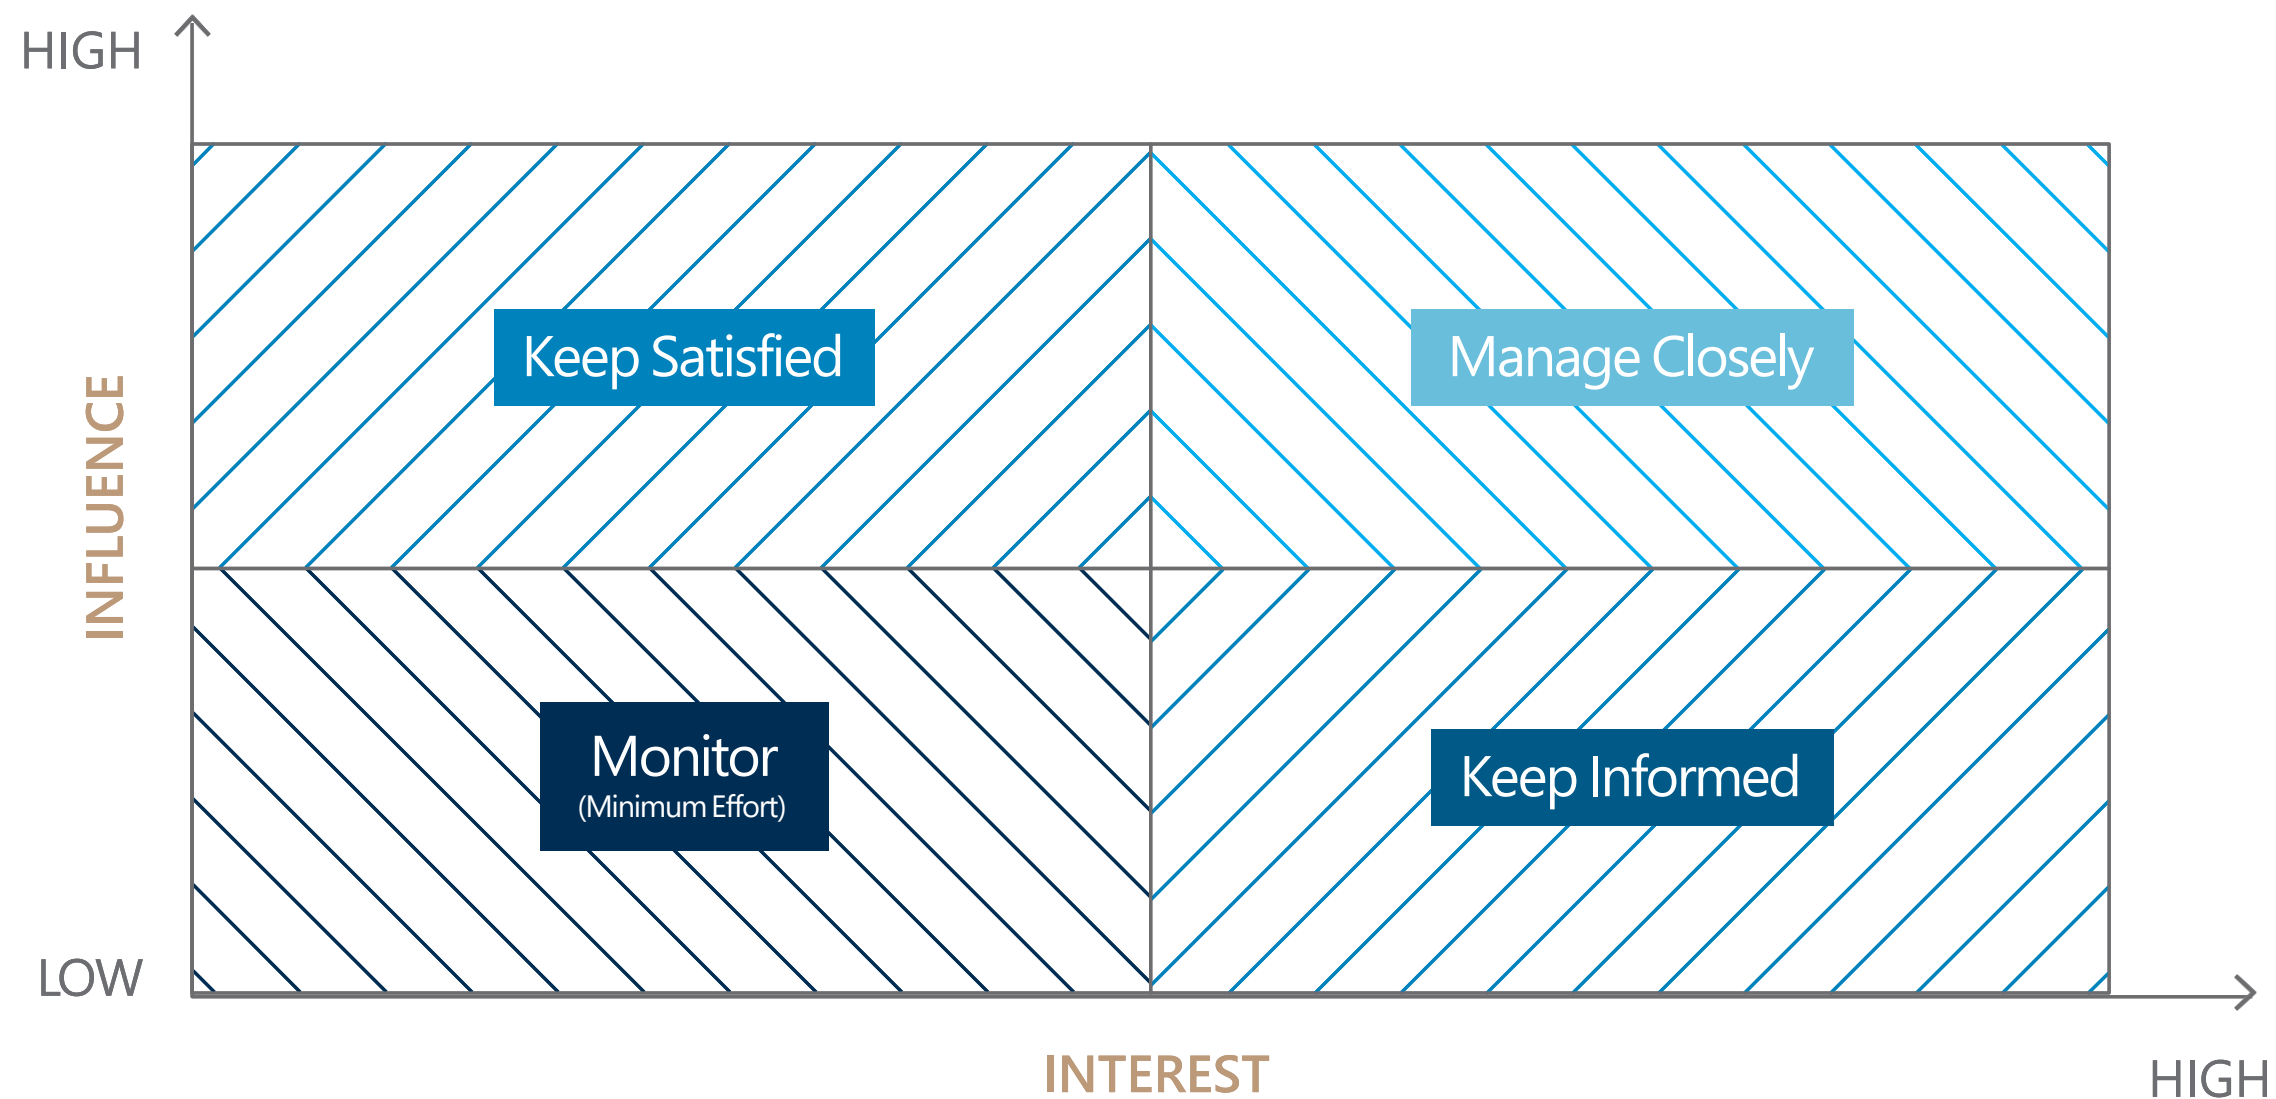 HIGH
Keep Satisfied
Manage Closely
INFLUENCE
Monitor
(Minimum Effort)
Keep Informed
LOW
INTEREST
HIGH